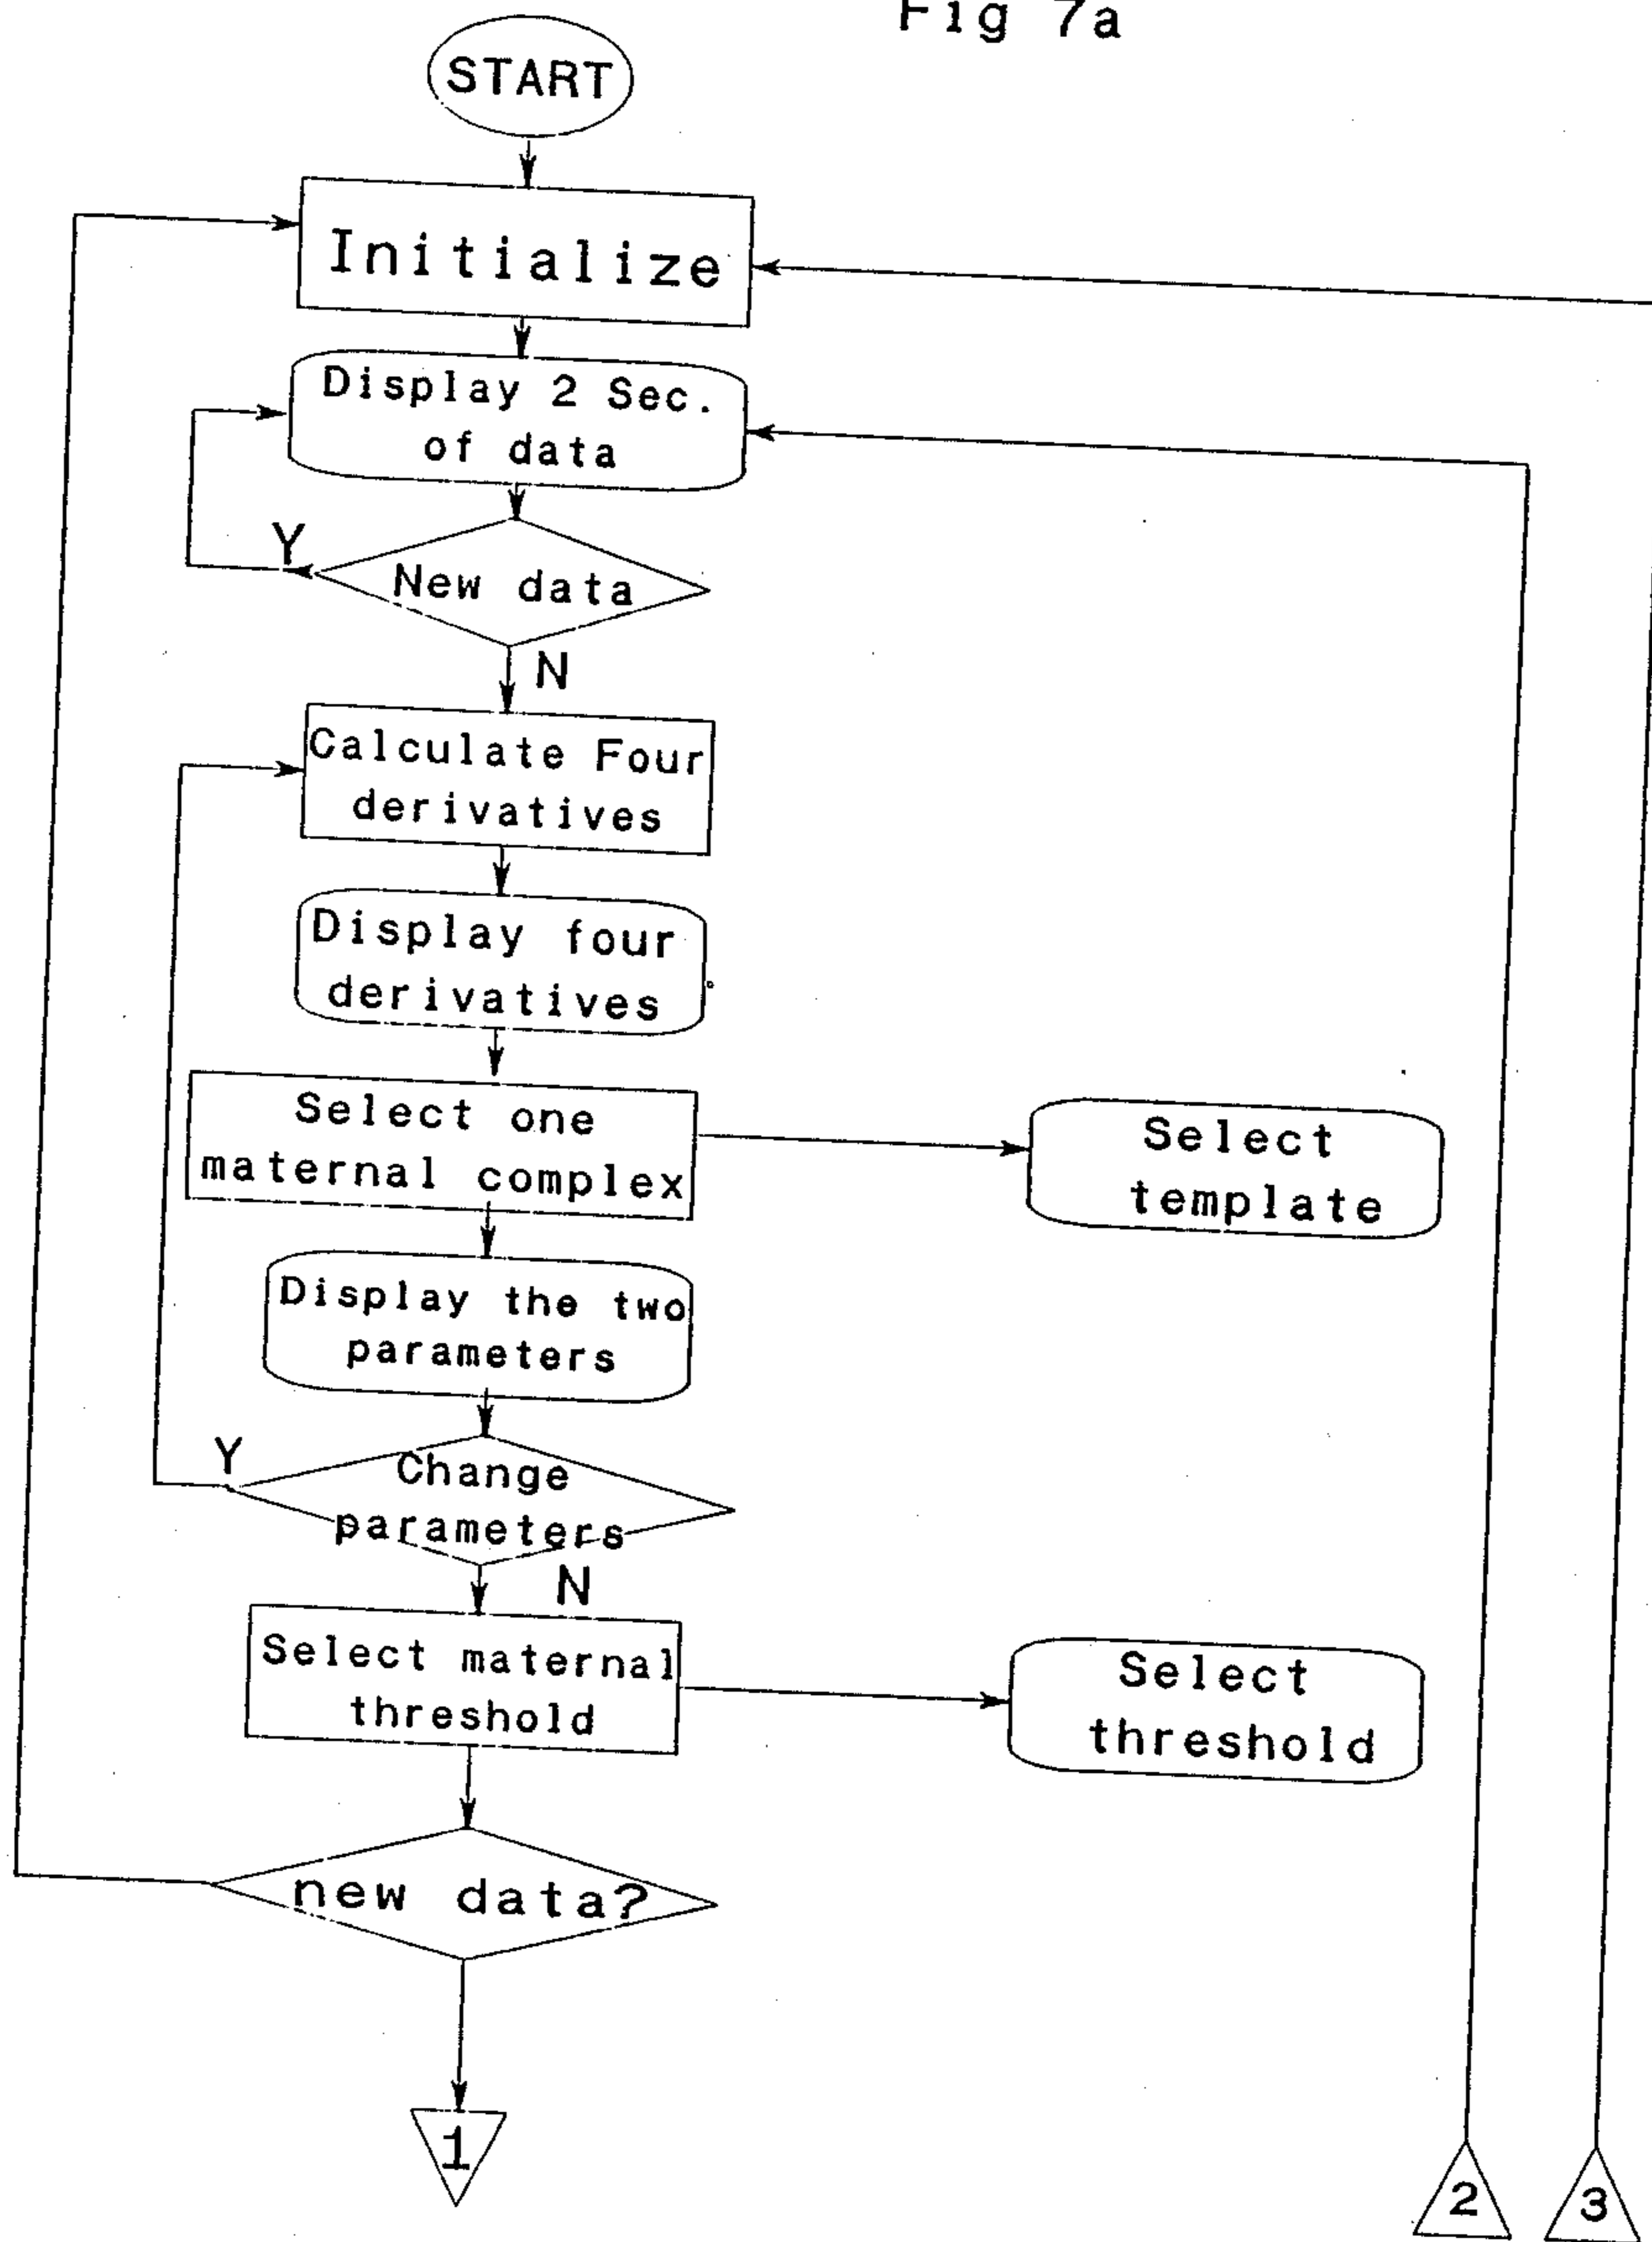 Fig 7a
START
Initialize
Display 2 Sec.
of data
Y
New data
N
Calculate Four
derivatives
Display four
derivatives
Select one
maternal complex
Select
template
Display the two
parameters
Y
Change
parameters
N
Select maternal
threshold
Select
threshold
new data?
1
2
3